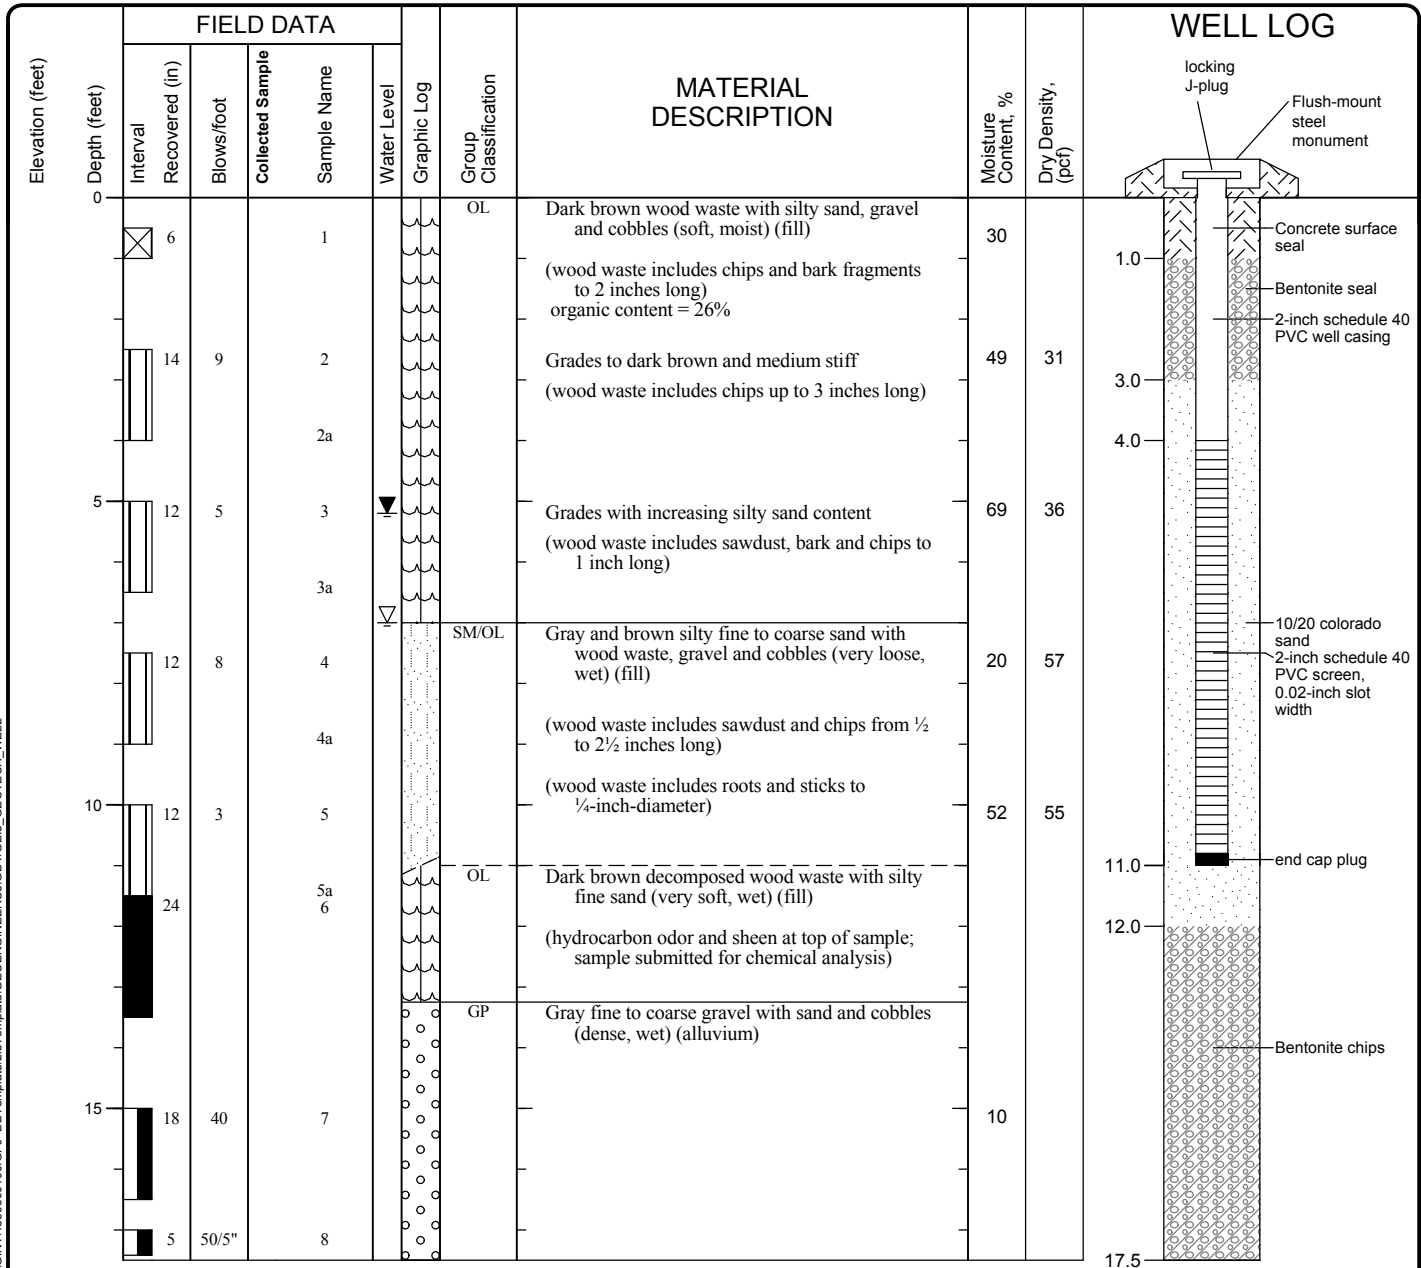 FIELD DATA
WELL LOG
Elevation (feet)
Depth (feet)
Interval
Recovered (in)
Blows/foot
Collected Sample
Sample Name
Water Level
Graphic Log
Group
Classification
MATERIAL
DESCRIPTION
Moisture
Content, %
Dry Density,
(pcf)
locking
J-plug
Flush-mount
steel
monument
0
OL
Dark brown wood waste with silty sand, gravel
and cobbles (soft, moist) (fill)
6
1
30
Concrete surface
seal
1.0
(wood waste includes chips and bark fragments
to 2 inches long)
organic content = 26%
Bentonite seal
2-inch schedule 40
PVC well casing
14
9
2
Grades to dark brown and medium stiff
49
31
3.0
(wood waste includes chips up to 3 inches long)
2a
4.0
5
12
5
3
Grades with increasing silty sand content
69
36
(wood waste includes sawdust, bark and chips to
1 inch long)
3a
SM/OL
Gray and brown silty fine to coarse sand with
wood waste, gravel and cobbles (very loose,
wet) (fill)
12
8
4
20
57
10/20 colorado
sand
2-inch schedule 40
PVC screen,
0.02-inch slot
width
(wood waste includes sawdust and chips from ½
to 2½ inches long)
4a
(wood waste includes roots and sticks to
¼-inch-diameter)
10
12
3
5
52
55
end cap plug
11.0
OL
Dark brown decomposed wood waste with silty
fine sand (very soft, wet) (fill)
5a
24
6
12.0
(hydrocarbon odor and sheen at top of sample;
sample submitted for chemical analysis)
GP
Gray fine to coarse gravel with sand and cobbles
(dense, wet) (alluvium)
Bentonite chips
15
18
40
7
10
5
50/5"
8
17.5